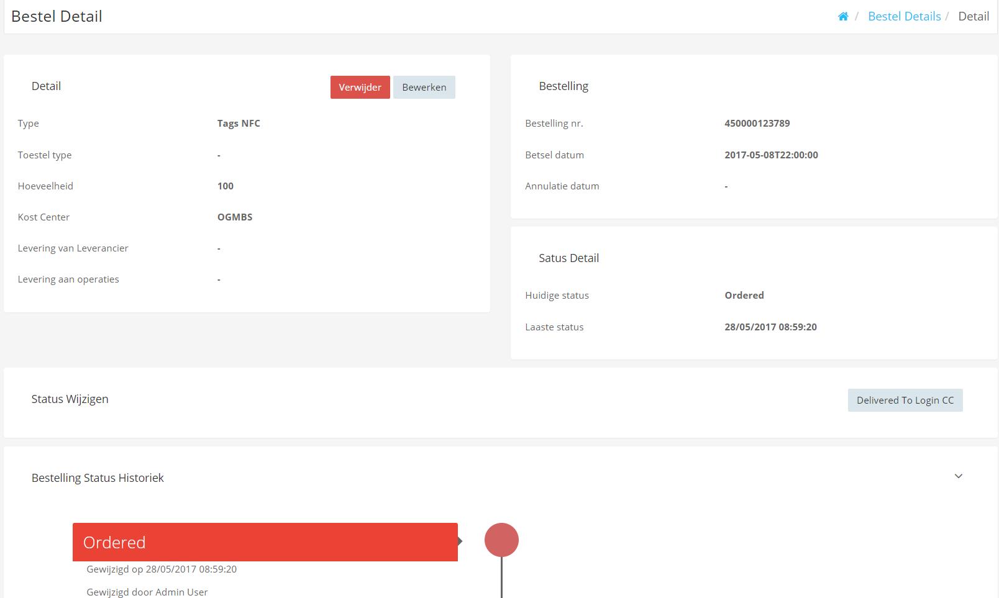 Bestel Detail
/ Bestel Details / Detail
Detail
Verwijder Bewerken
Type Tags NFC
Toestel type -
Hoeveelheid 100
Kost Center OGMBS
Levering van Leverancier -
Levering aan operaties -
Bestelling
Bestelling nr. 450000123789
Betsel datum 2017-05-08T22:00:00
Annulatie datum -
Satus Detail
Huidige status Ordered
Laaste status 28/05/2017 08:59:20
Status Wijzigen
Delivered To Login CC
Bestelling Status Historiek
Ordered
Gewijzigd op 28/05/2017 08:59:20
Gewijzigd door Admin User